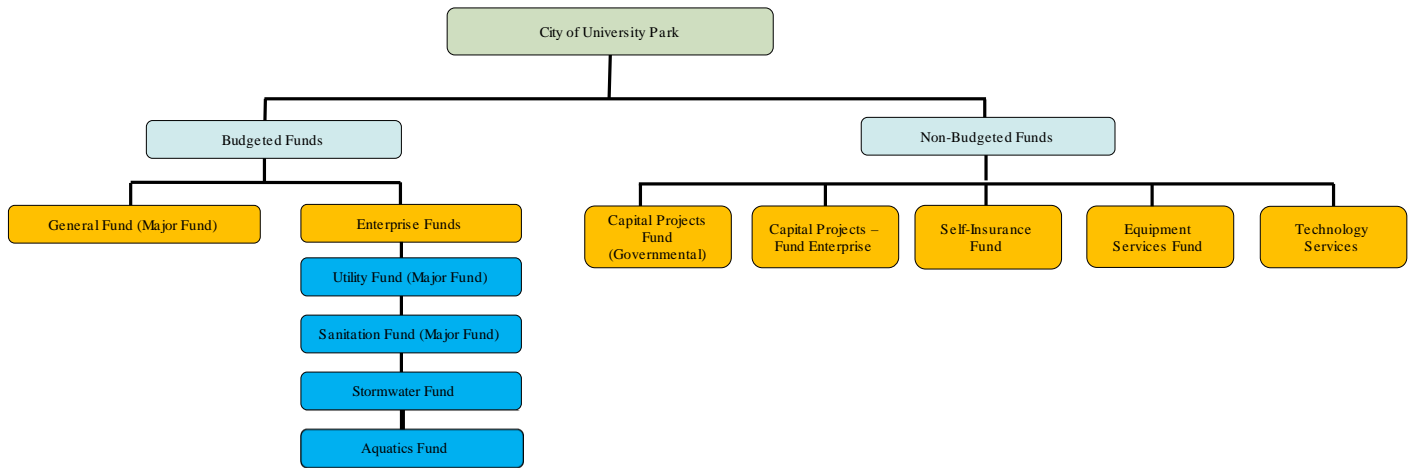 City of University Park
Budgeted Funds
Non-Budgeted Funds
General Fund (Major Fund)
Enterprise Funds
Utility Fund (Major Fund)
Sanitation Fund (Major Fund)
Stormwater Fund
Aquatics Fund
Capital Projects
Fund
(Governmental)
Capital Projects –
Fund Enterprise
Self-Insurance
Fund
Equipment
Services Fund
Technology
Services